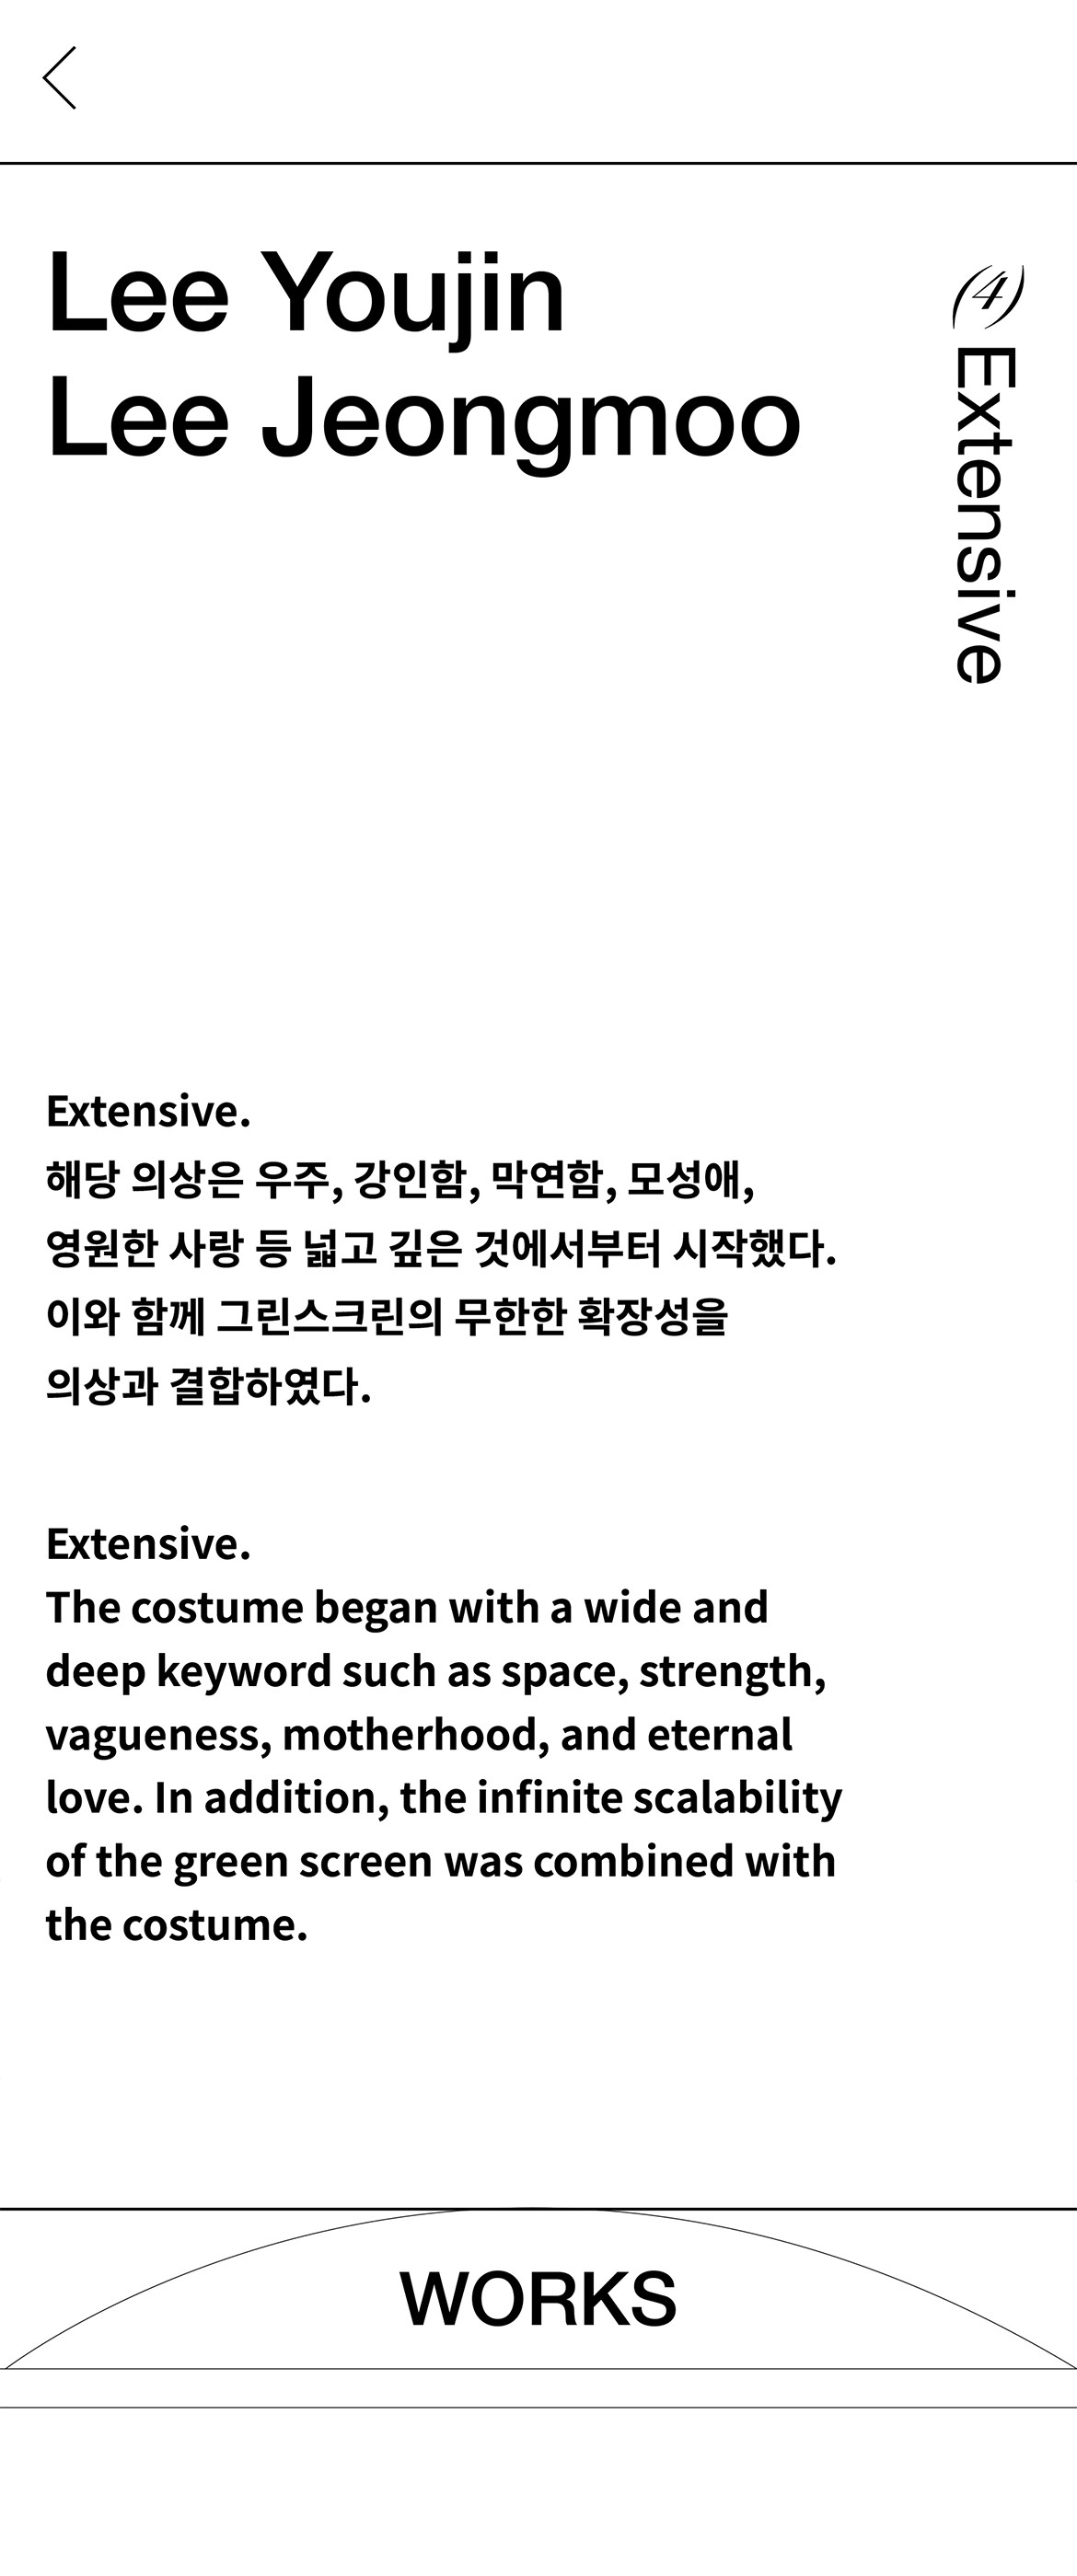 Lee Youjin
Lee Jeongmoo
(4) Extensive
Extensive.
해당 의상은 우주, 강인함, 막연함, 모성애,
영원한 사랑 등 넓고 깊은 것에서부터 시작했다.
이와 함께 그린스크린의 무한한 확장성을
의상과 결합하였다.
Extensive.
The costume began with a wide and
deep keyword such as space, strength,
vagueness, motherhood, and eternal
love. In addition, the infinite scalability
of the green screen was combined with
the costume.
WORKS